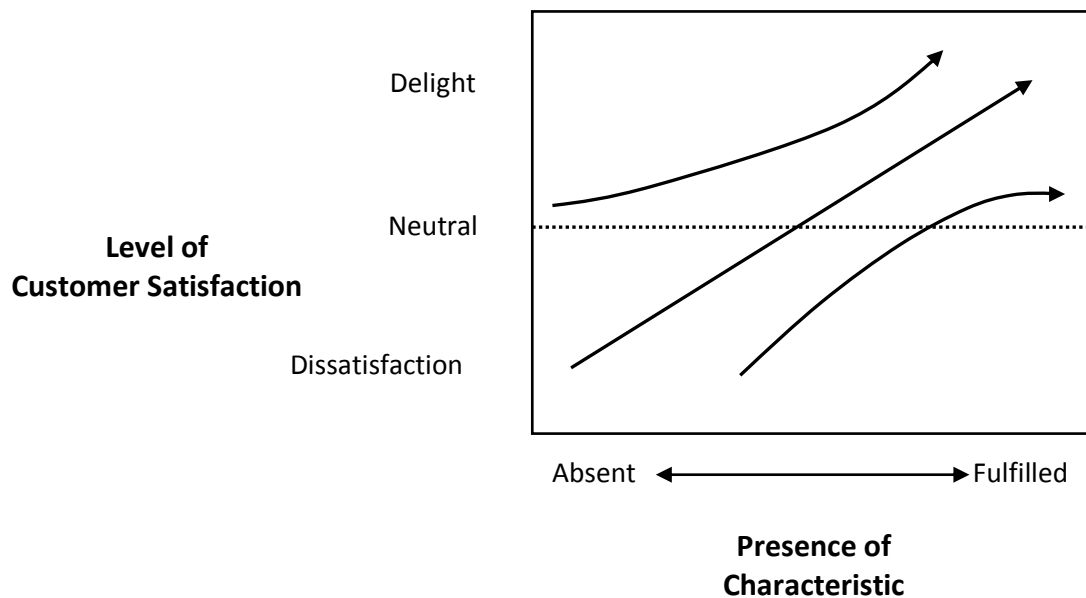 Delight
Neutral
Level of
Customer Satisfaction
Dissatisfaction
Absent Fulfilled
Presence of
Characteristic